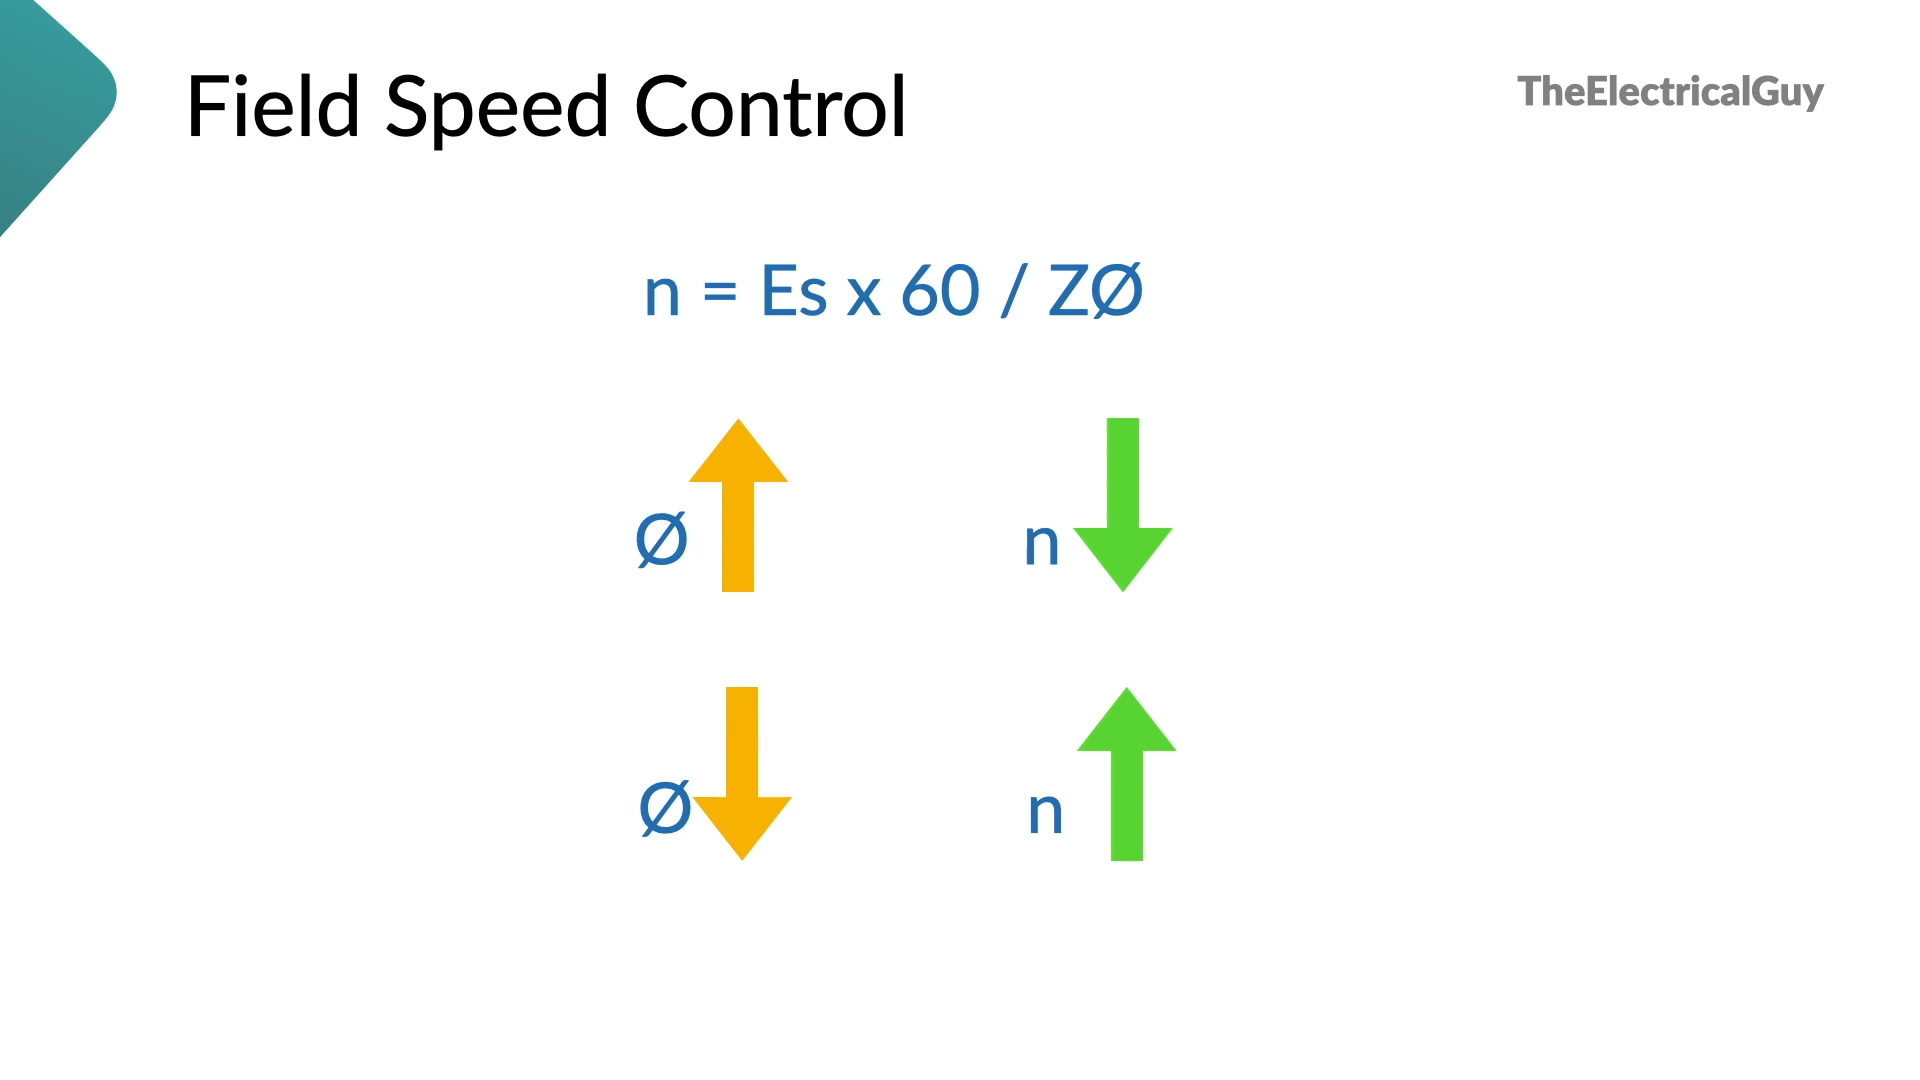 Field Speed Control
TheElectricalGuy
n = Es x 60 / ZØ
Ø n
Ø n